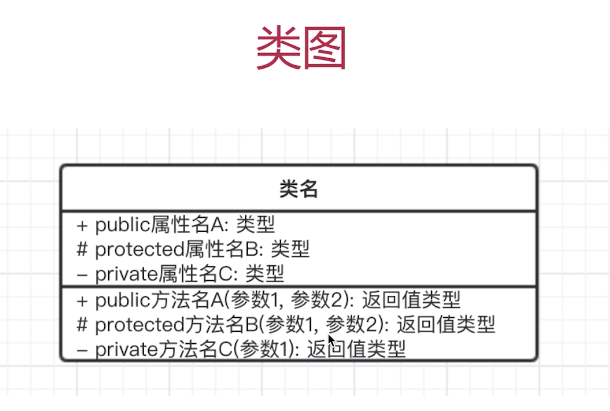 类图
类名
+ public属性名A: 类型
# protected属性名B: 类型
− private属性名C: 类型
+ public方法名A(参数1, 参数2): 返回值类型
# protected方法名B(参数1, 参数2): 返回值类型
− private方法名C(参数1): 返回值类型